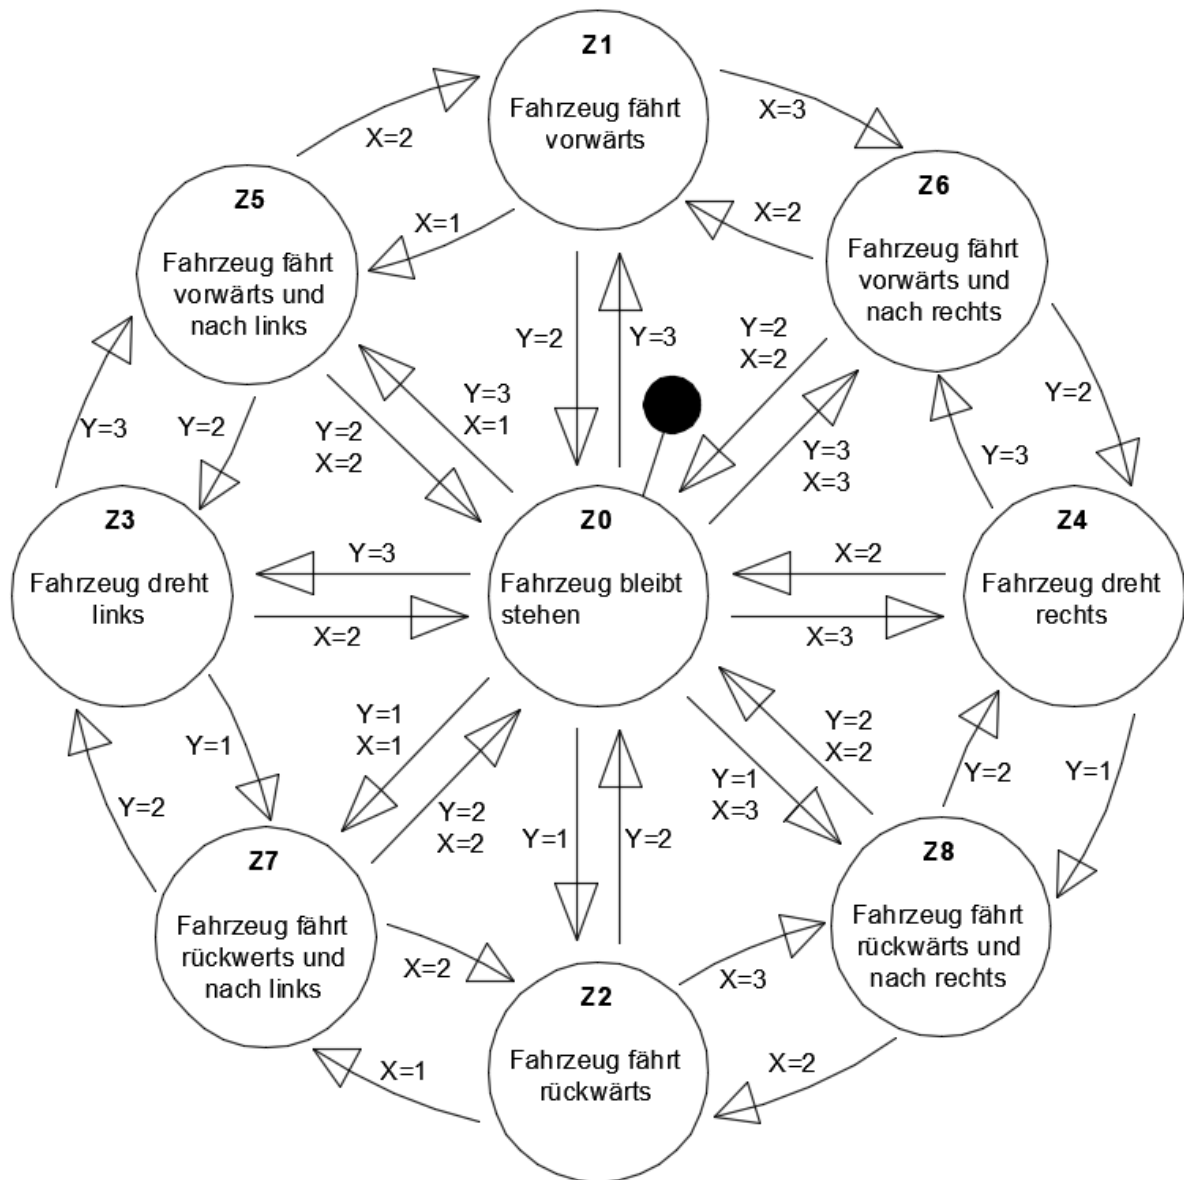 Z1
Fahrzeug fährt
vorwärts
X=3
X=2
Z5
Fahrzeug fährt
vorwärts und
nach links
X=1
X=2
Z6
Fahrzeug fährt
vorwärts und
nach rechts
Y=2
Y=3
Y=2
X=2
Y=3
X=1
Y=2
X=2
Y=3
X=3
Y=3
Y=2
Y=2
Y=3
Z3
Fahrzeug dreht
links
Y=3
X=2
Z0
Fahrzeug bleibt
stehen
X=2
X=3
Z4
Fahrzeug dreht
rechts
Y=1
Y=2
Y=1
X=1
Y=2
X=2
Y=1
Y=2
Y=1
X=3
Y=2
X=2
Y=2
Y=1
Z7
Fahrzeug fährt
rückwerts und
nach links
X=2
X=1
Z2
Fahrzeug fährt
rückwärts
X=3
X=2
Z8
Fahrzeug fährt
rückwärts und
nach rechts